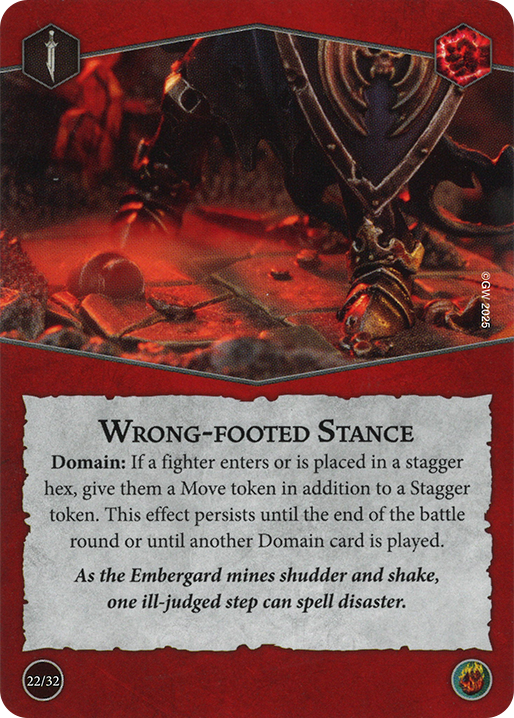 ©GW 2025
WRONG-FOOTED STANCE
Domain: If a fighter enters or is placed in a stagger
hex, give them a Move token in addition to a Stagger
token. This effect persists until the end of the battle
round or until another Domain card is played.
As the Embergard mines shudder and shake,
one ill-judged step can spell disaster.
22/32